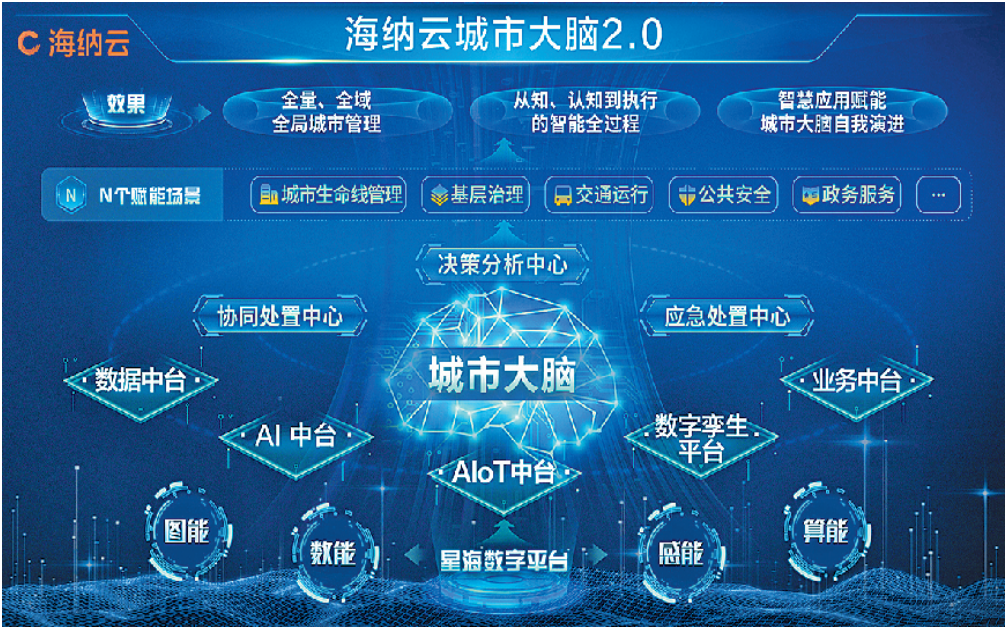 海纳云
海纳云城市大脑2.0
效果
全量、全域
全局城市管理
从知、认知到执行
的智能全过程
智慧应用赋能
城市大脑自我演进
N
N个赋能场景
城市生命线管理
基层治理
交通运行
公共安全
政务服务
...
决策分析中心
协同处置中心
应急处置中心
城市大脑
数据中台
业务中台
AI 中台
数字孪生
平台
AIoT中台
图能
数能
星海数字平台
感能
算能